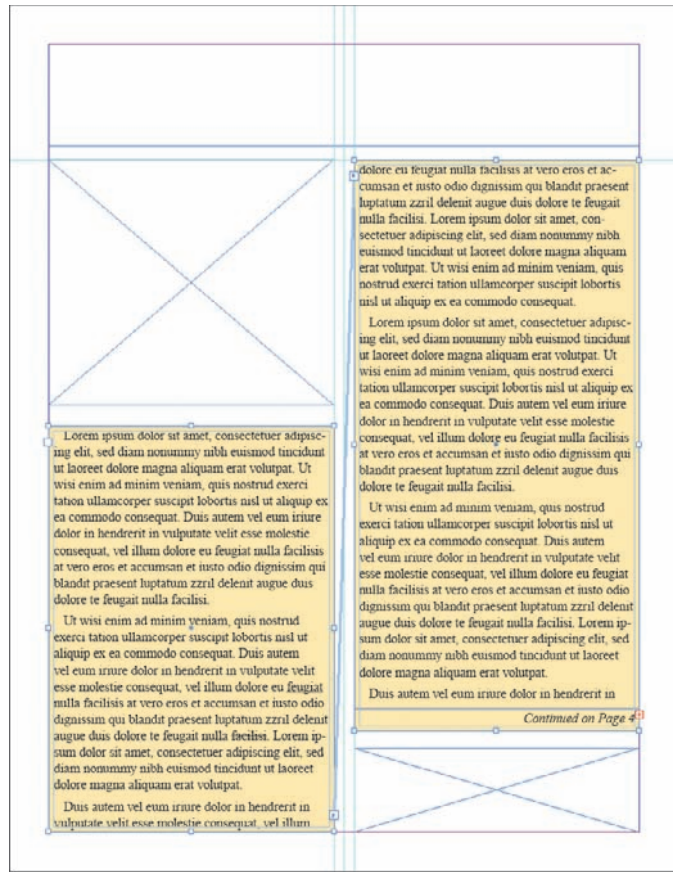 Lorem ipsum dolor sit amet, consectetuer adipisc-
ing elit, sed diam nonummy nibh euismod tincidunt
ut laoreet dolore magna aliquam erat volutpat. Ut
wisi enim ad minim veniam, quis nostrud exerci
tation ullamcorper suscipit lobortis nisl ut aliquip ex
ea commodo consequat. Duis autem vel eum iriure
dolor in hendrerit in vulputate velit esse molestie
consequat, vel illum dolore eu feugiat nulla facilisis
at vero eros et accumsan et iusto odio dignissim qui
blandit praesent luptatum zzril delenit augue duis
dolore te feugait nulla facilisi.
Ut wisi enim ad minim veniam, quis nostrud
exerci tation ullamcorper suscipit lobortis nisl ut
aliquip ex ea commodo consequat. Duis autem
vel eum iriure dolor in hendrerit in vulputate velit
esse molestie consequat, vel illum dolore eu feugiat
nulla facilisis at vero eros et accumsan et iusto odio
dignissim qui blandit praesent luptatum zzril delenit
augue duis dolore te feugait nulla facilisi. Lorem ip-
sum dolor sit amet, consectetuer adipiscing elit, sed
diam nonummy nibh euismod tincidunt ut laoreet
dolore magna aliquam erat volutpat.
Duis autem vel eum iriure dolor in hendrerit in
vulputate velit esse molestie consequat, vel illum
dolore eu feugiat nulla facilisis at vero eros et ac-
cumsan et iusto odio dignissim qui blandit praesent
luptatum zzril delenit augue duis dolore te feugait
nulla facilisi. Lorem ipsum dolor sit amet, con-
sectetuer adipiscing elit, sed diam nonummy nibh
euismod tincidunt ut laoreet dolore magna aliquam
erat volutpat. Ut wisi enim ad minim veniam, quis
nostrud exerci tation ullamcorper suscipit lobortis
nisl ut aliquip ex ea commodo consequat.
Lorem ipsum dolor sit amet, consectetuer adipisc-
ing elit, sed diam nonummy nibh euismod tincidunt
ut laoreet dolore magna aliquam erat volutpat. Ut
wisi enim ad minim veniam, quis nostrud exerci
tation ullamcorper suscipit lobortis nisl ut aliquip ex
ea commodo consequat. Duis autem vel eum iriure
dolor in hendrerit in vulputate velit esse molestie
consequat, vel illum dolore eu feugiat nulla facilisis
at vero eros et accumsan et iusto odio dignissim qui
blandit praesent luptatum zzril delenit augue duis
dolore te feugait nulla facilisi.
Ut wisi enim ad minim veniam, quis nostrud
exerci tation ullamcorper suscipit lobortis nisl ut
aliquip ex ea commodo consequat. Duis autem
vel eum iriure dolor in hendrerit in vulputate velit
esse molestie consequat, vel illum dolore eu feugiat
nulla facilisis at vero eros et accumsan et iusto odio
dignissim qui blandit praesent luptatum zzril delenit
augue duis dolore te feugait nulla facilisi. Lorem ip-
sum dolor sit amet, consectetuer adipiscing elit, sed
diam nonummy nibh euismod tincidunt ut laoreet
dolore magna aliquam erat volutpat.
Duis autem vel eum iriure dolor in hendrerit in
Continued on Page 4